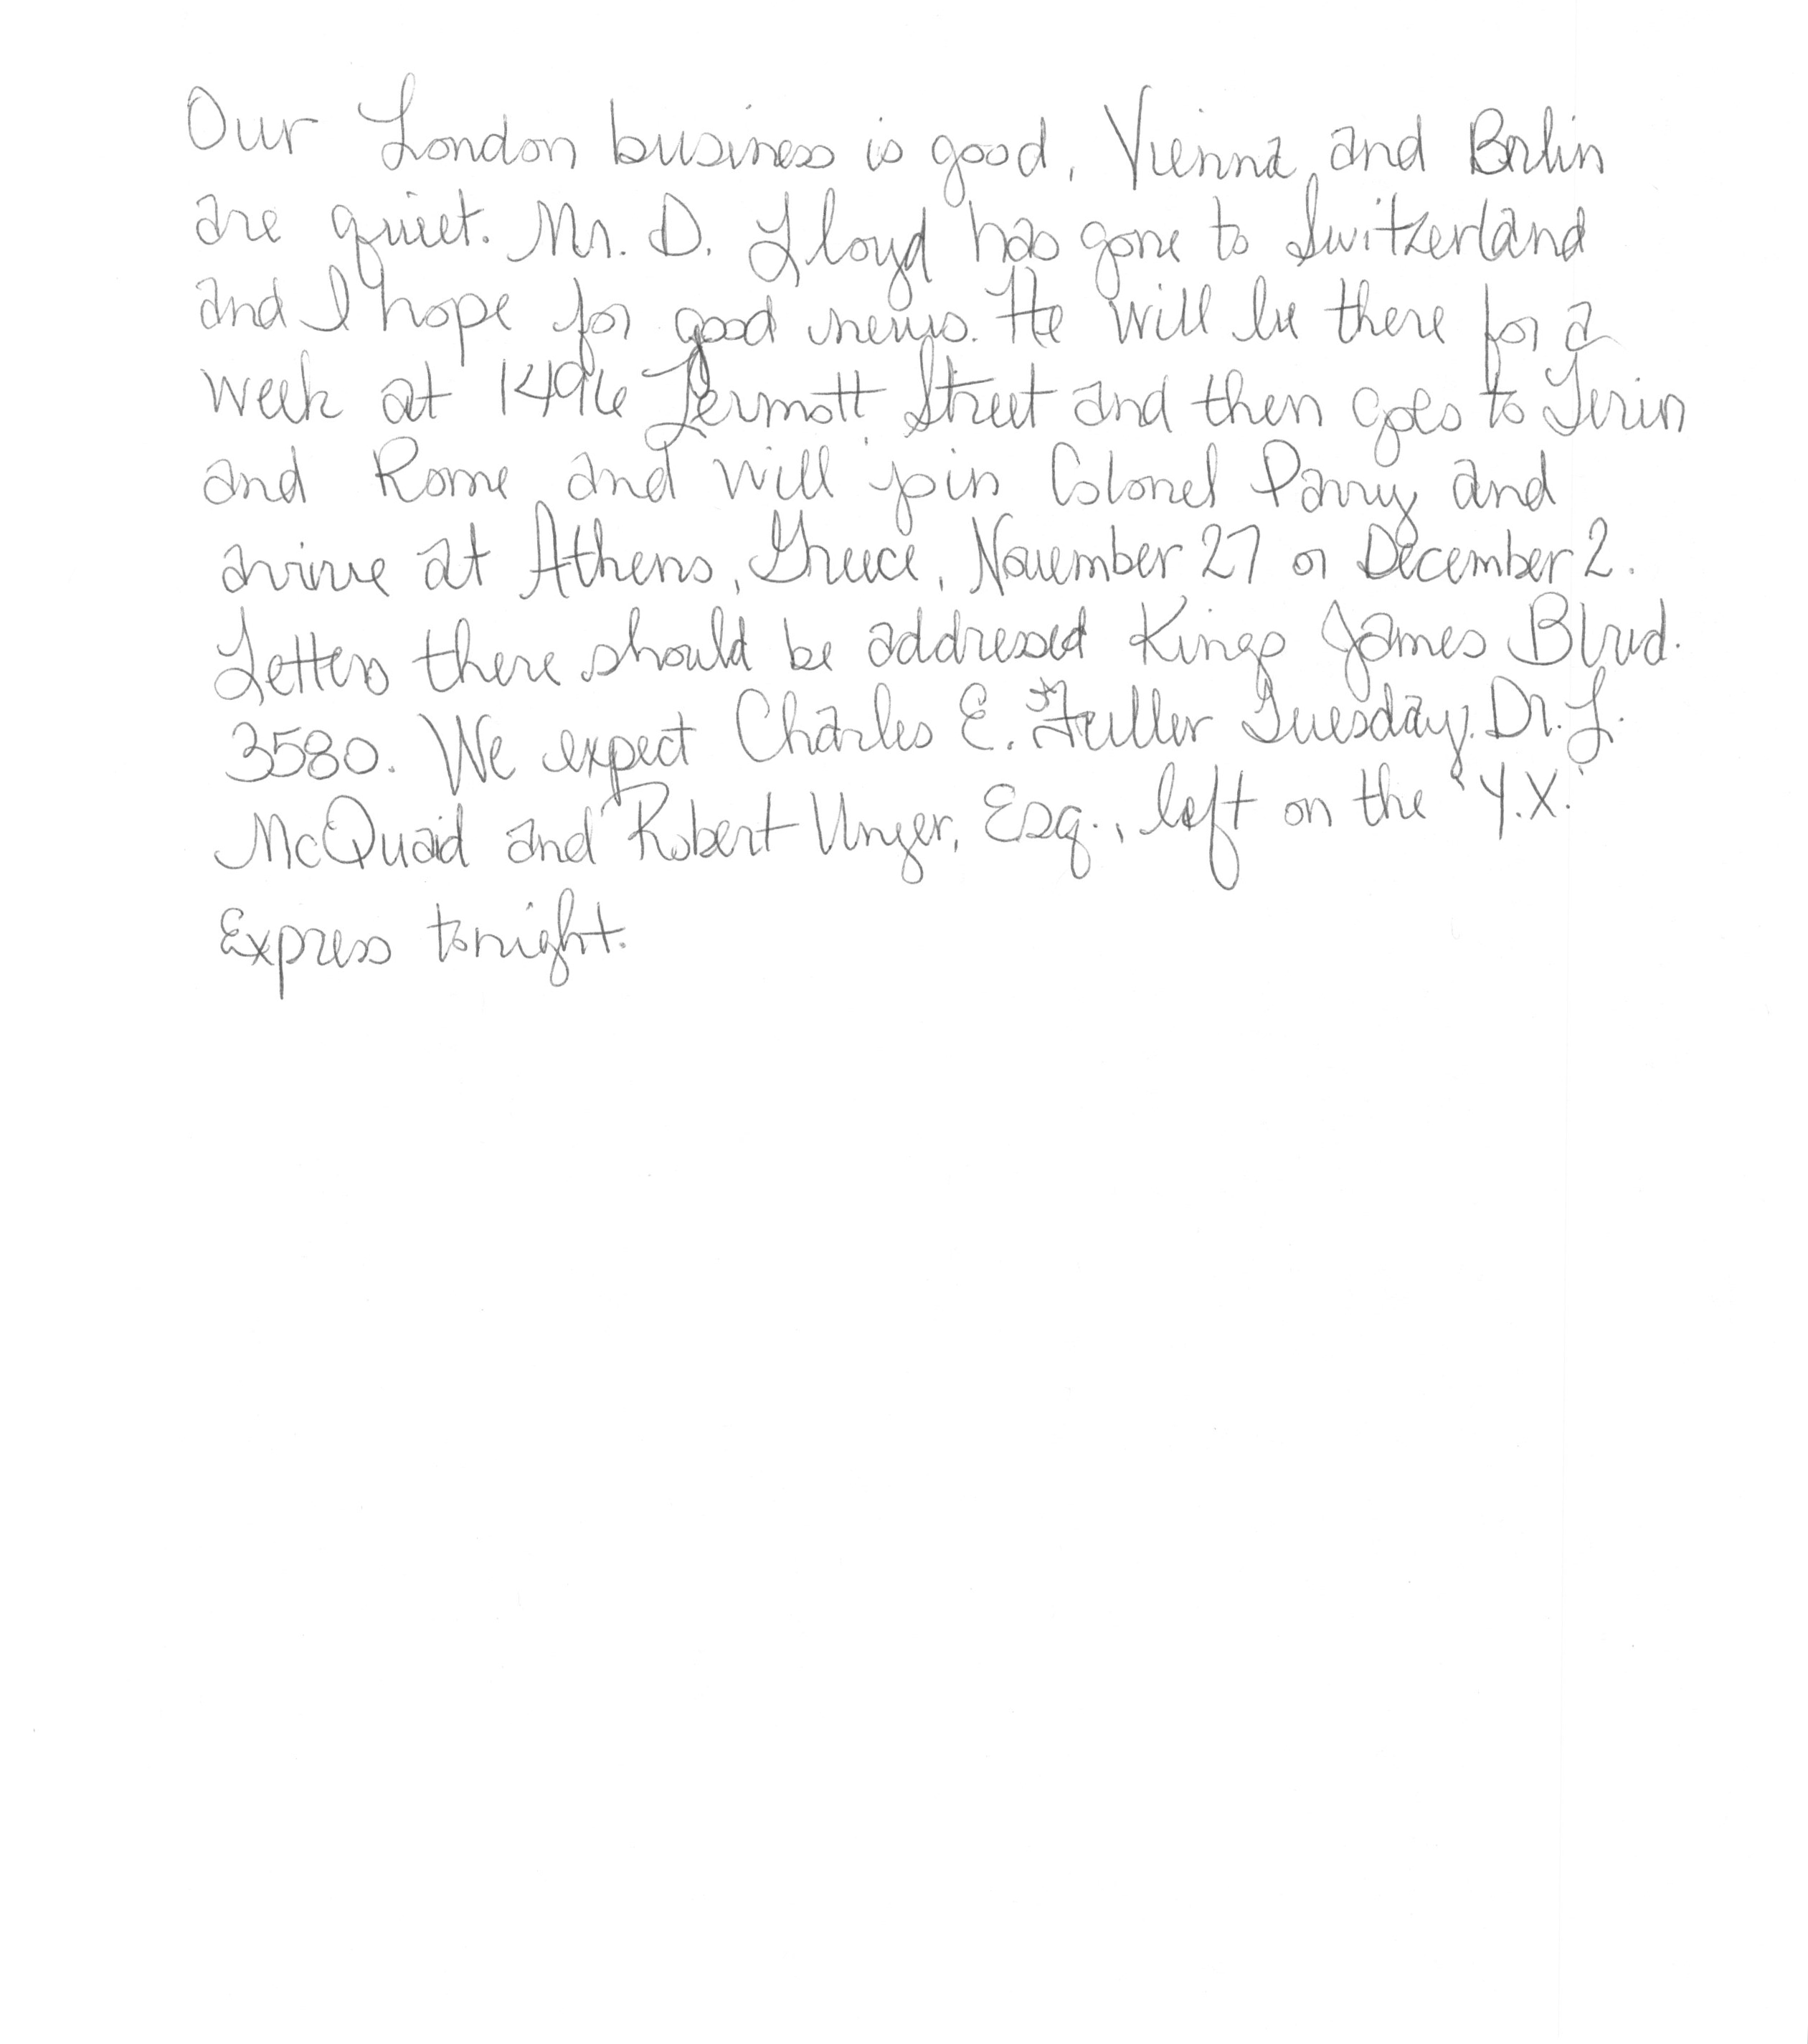 Our London business is good, Vienna and Berlin
are quiet. Mr. D. Lloyd has gone to Switzerland
and I hope for good news. He will be there for a
week at 1496 Zermott Street and then goes to Turin
and Rome and will join Colonel Parry and
arrive at Athens, Greece, November 27 or December 2.
Letters there should be addressed Kings James Blvd.
3580. We expect Charles E. Fuller Tuesday. Dr. L.
McQuaid and Robert Unger, Esq., left on the "Y.X."
Express tonight.